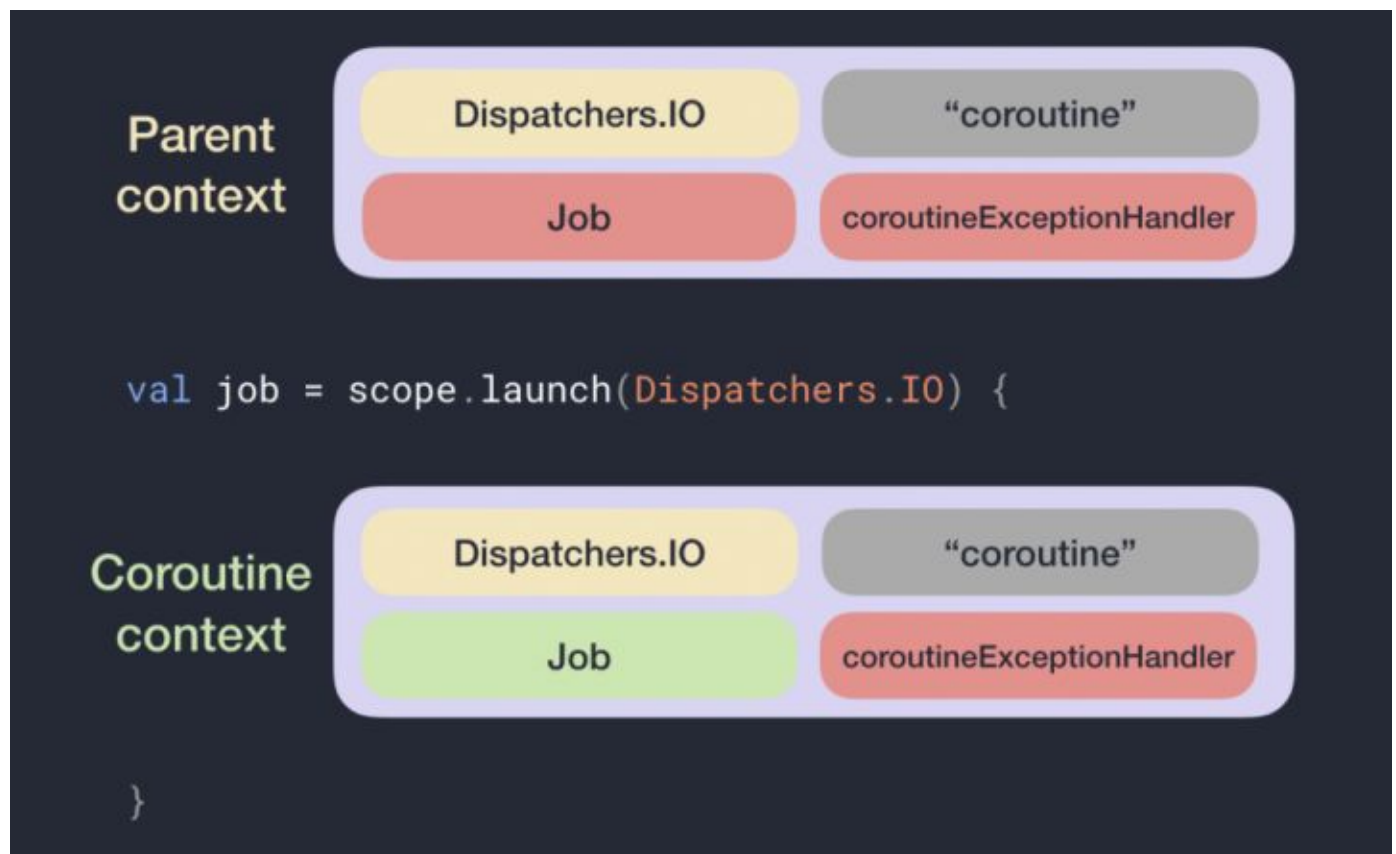 Parent
context
Dispatchers.IO
“coroutine”
Job
coroutineExceptionHandler
val job = scope.launch(Dispatchers.IO) {
Coroutine
context
Dispatchers.IO
“coroutine”
Job
coroutineExceptionHandler
}